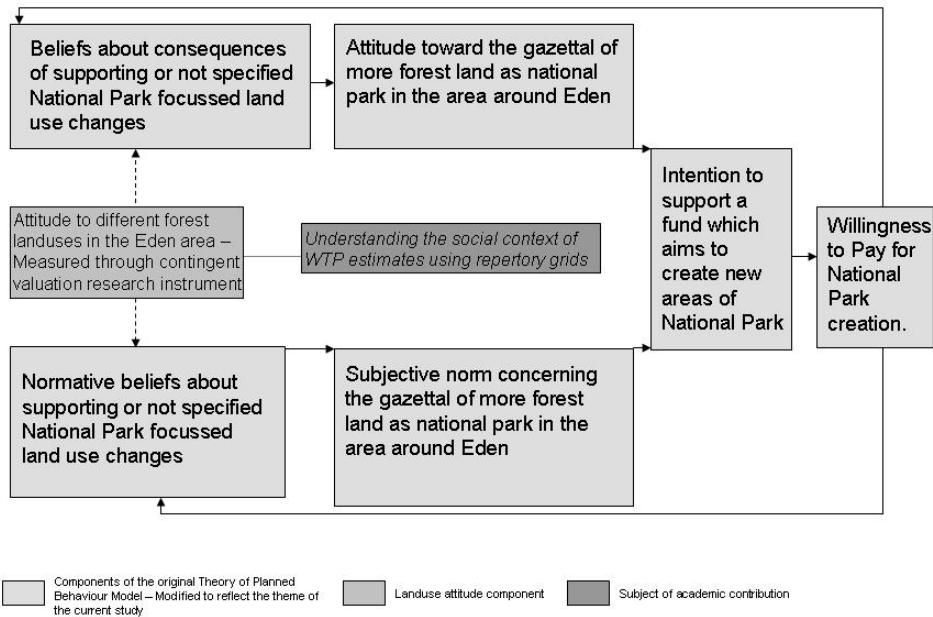 Beliefs about consequences
of supporting or not specified
National Park focussed land
use changes
Attitude toward the gazettal of
more forest land as national
park in the area around Eden
Attitude to different forest
landuses in the Eden area –
Measured through contingent
valuation research instrument
Understanding the social context of
WTP estimates using repertory grids
Intention to
support a
fund which
aims to
create new
areas of
National Park
Willingness
to Pay for
National
Park
creation.
Normative beliefs about
supporting or not specified
National Park focussed
land use changes
Subjective norm concerning
the gazettal of more forest
land as national park in the
area around Eden
Components of the original Theory of Planned
Behaviour Model – Modified to reflect the theme of
the current study
Landuse attitude component
Subject of academic contribution